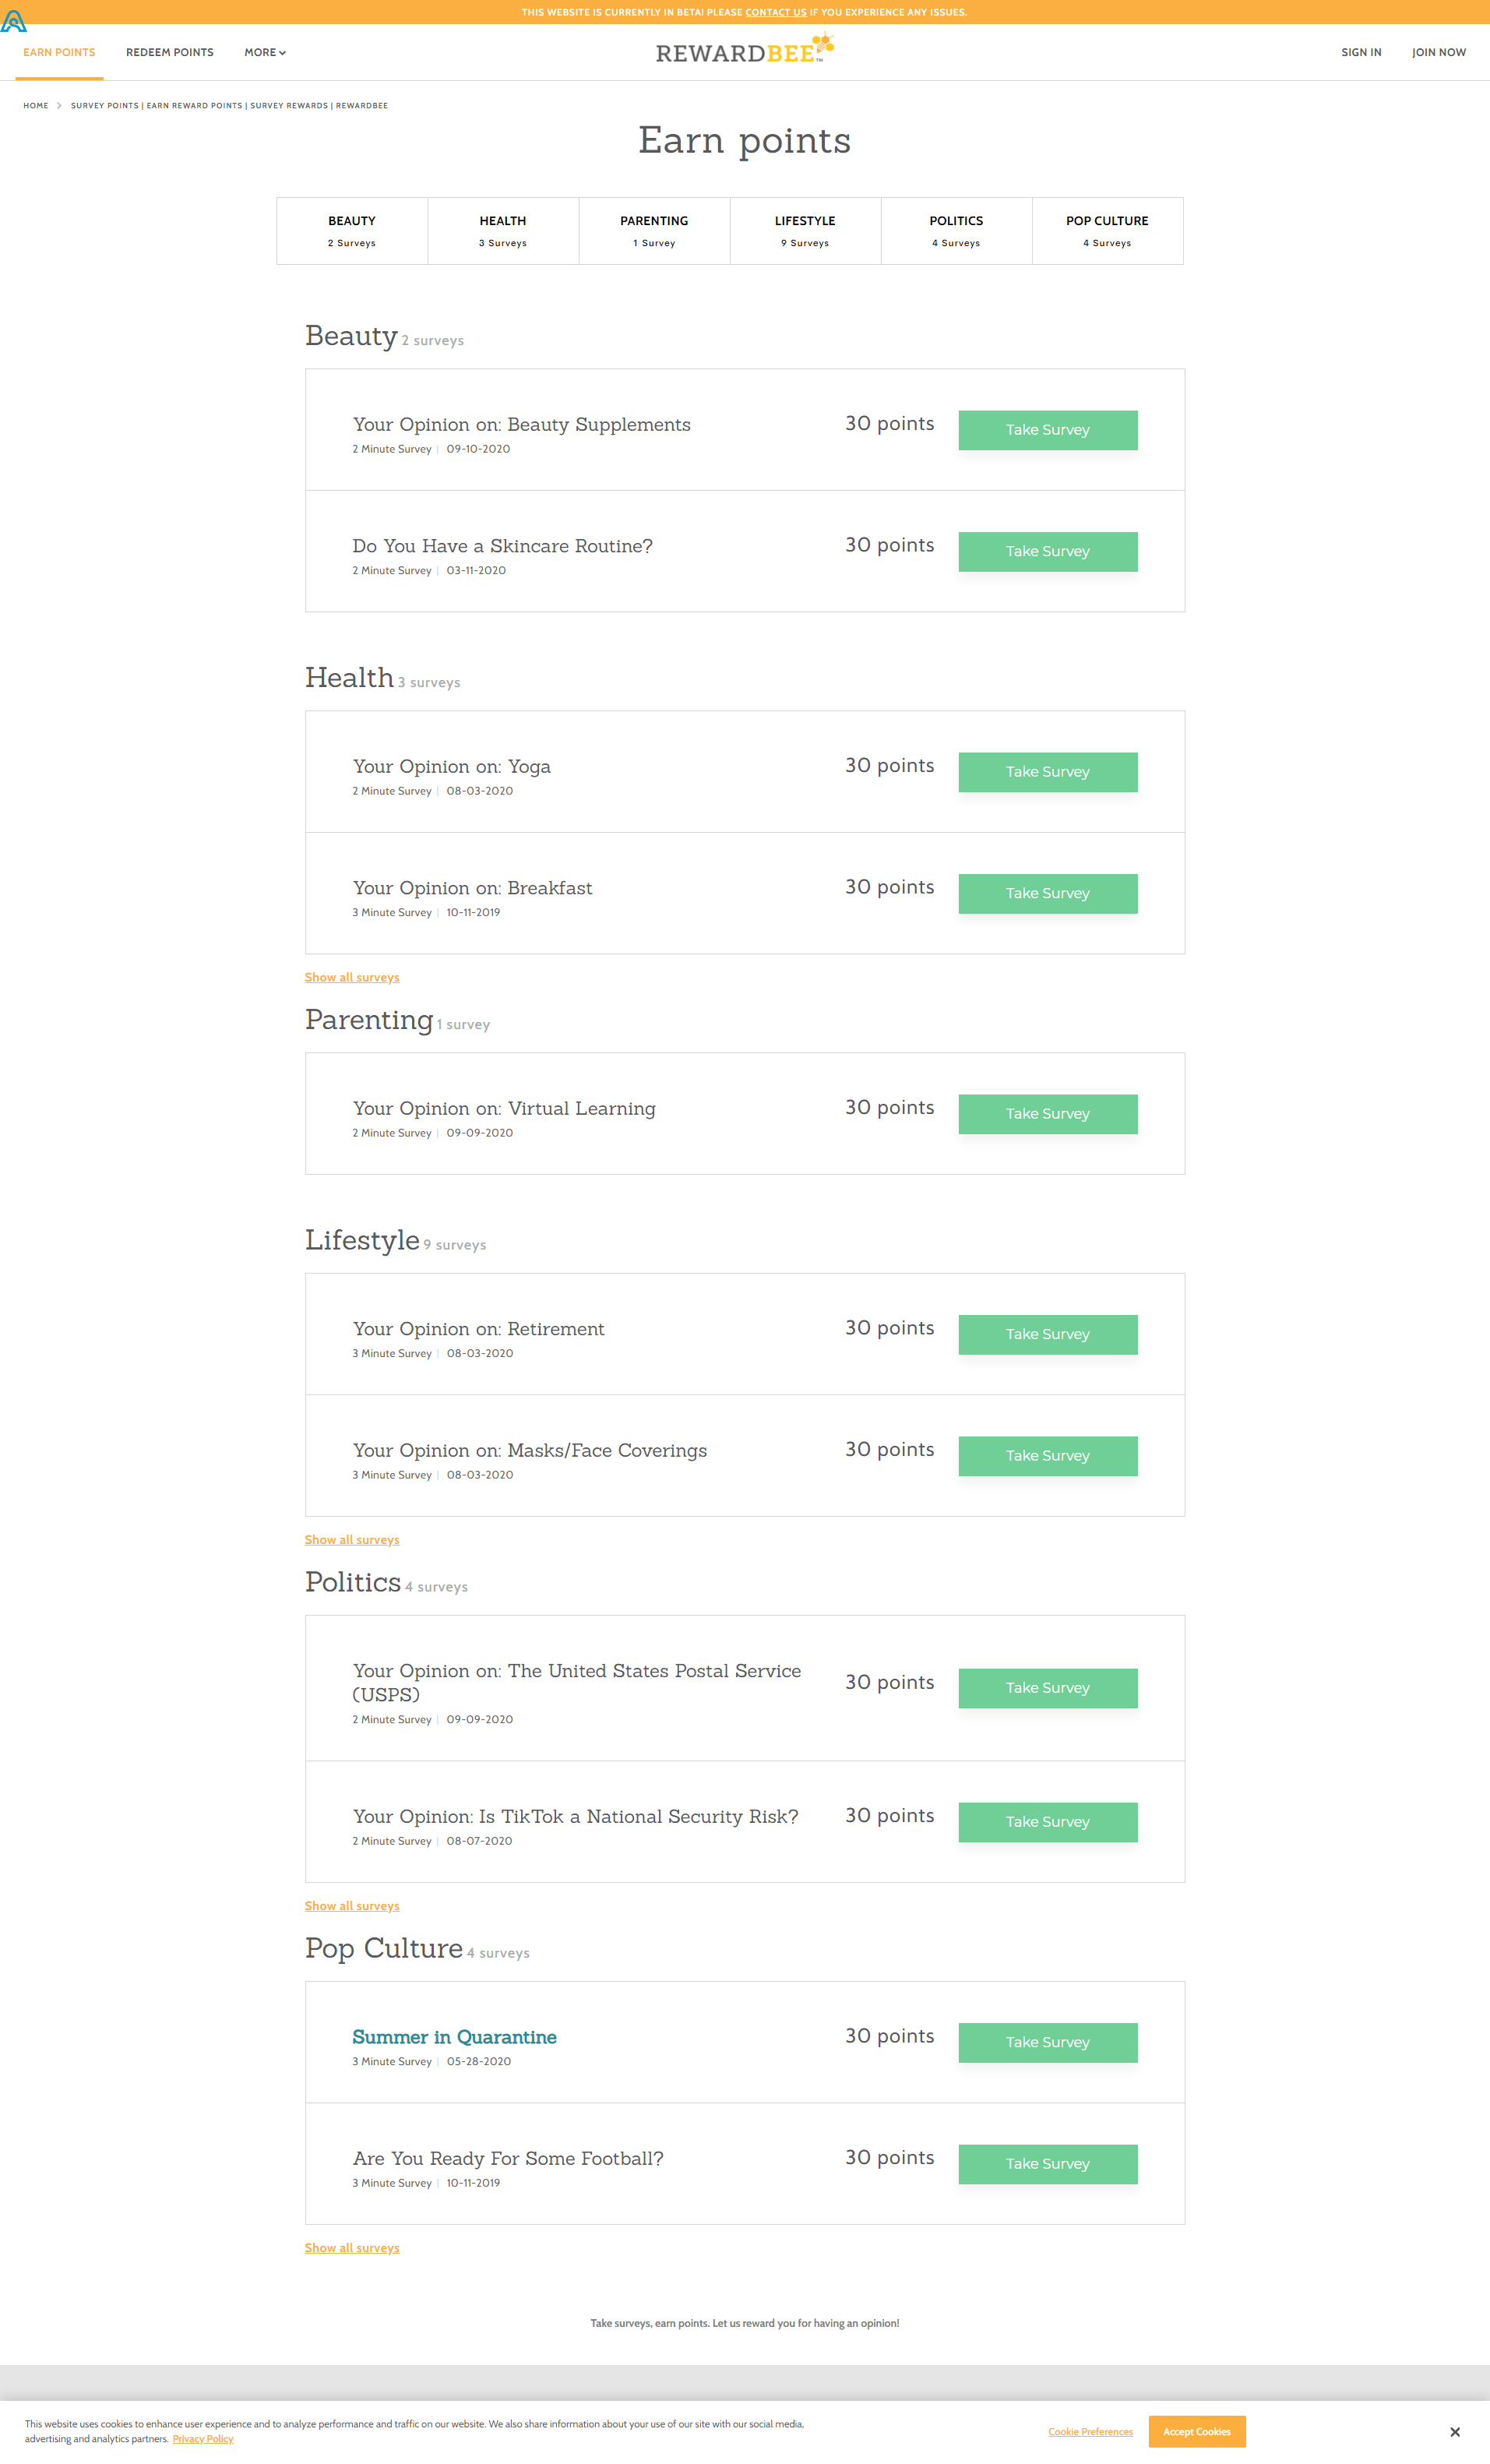 THIS WEBSITE IS CURRENTLY IN BETA! PLEASE CONTACT US IF YOU EXPERIENCE ANY ISSUES.
EARN POINTS REDEEM POINTS MORE REWARDBEE™ SIGN IN JOIN NOW
HOME > SURVEY POINTS | EARN REWARD POINTS | SURVEY REWARDS | REWARDBEE
Earn points
BEAUTY HEALTH PARENTING LIFESTYLE POLITICS POP CULTURE
2 Surveys 3 Surveys 1 Survey 9 Surveys 4 Surveys 4 Surveys
Beauty 2 surveys
Your Opinion on: Beauty Supplements 30 points Take Survey
2 Minute Survey | 09-10-2020
Do You Have a Skincare Routine? 30 points Take Survey
2 Minute Survey | 03-11-2020
Health 3 surveys
Your Opinion on: Yoga 30 points Take Survey
2 Minute Survey | 08-03-2020
Your Opinion on: Breakfast 30 points Take Survey
3 Minute Survey | 10-11-2019
Show all surveys
Parenting 1 survey
Your Opinion on: Virtual Learning 30 points Take Survey
2 Minute Survey | 09-09-2020
Lifestyle 9 surveys
Your Opinion on: Retirement 30 points Take Survey
3 Minute Survey | 08-03-2020
Your Opinion on: Masks/Face Coverings 30 points Take Survey
3 Minute Survey | 08-03-2020
Show all surveys
Politics 4 surveys
Your Opinion on: The United States Postal Service
(USPS) 30 points Take Survey
2 Minute Survey | 09-09-2020
Your Opinion: Is TikTok a National Security Risk? 30 points Take Survey
2 Minute Survey | 08-07-2020
Show all surveys
Pop Culture 4 surveys
Summer in Quarantine 30 points Take Survey
3 Minute Survey | 05-28-2020
Are You Ready For Some Football? 30 points Take Survey
3 Minute Survey | 10-11-2019
Show all surveys
Take surveys, earn points. Let us reward you for having an opinion!
This website uses cookies to enhance user experience and to analyze performance and traffic on our website. We also share information about your use of our site with our social media,
advertising and analytics partners. Privacy Policy Cookie Preferences Accept Cookies